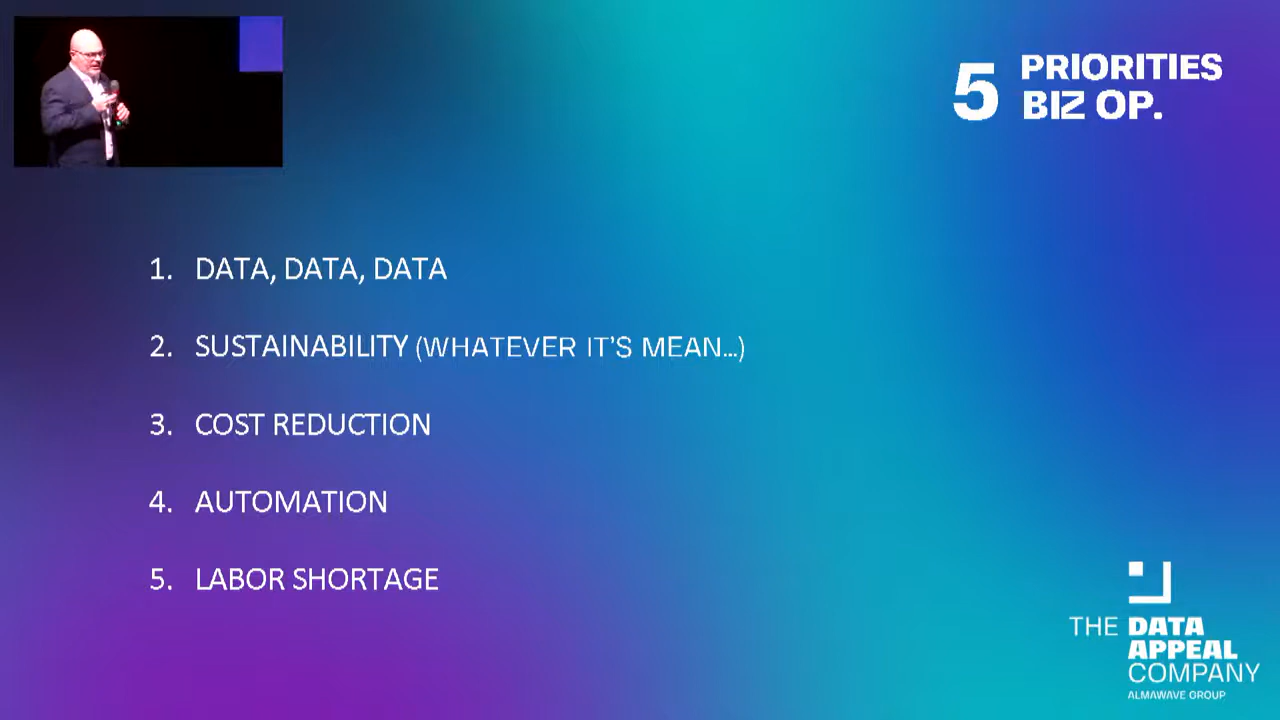 5 PRIORITIES
BIZ OP.
1. DATA, DATA, DATA
2. SUSTAINABILITY (WHATEVER IT’S MEAN...)
3. COST REDUCTION
4. AUTOMATION
5. LABOR SHORTAGE
THE DATA
APPEAL
COMPANY
ALMAWAVE GROUP